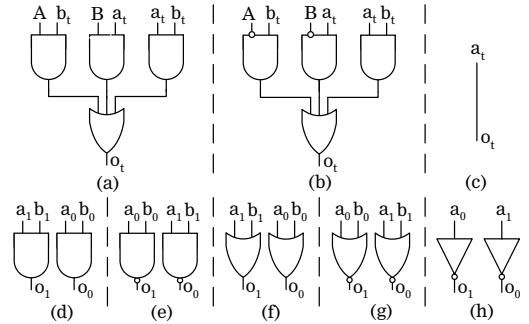 A b_t B a_t a_t b_t
o_t
(a)
A b_t B a_t a_t b_t
o_t
(b)
a_t
o_t
(c)
a_1 b_1 a_0 b_0
o_1 o_0
(d)
a_0 b_0 a_1 b_1
o_1 o_0
(e)
a_1 b_1 a_0 b_0
o_1 o_0
(f)
a_0 b_0 a_1 b_1
o_1 o_0
(g)
a_0 a_1
o_1 o_0
(h)